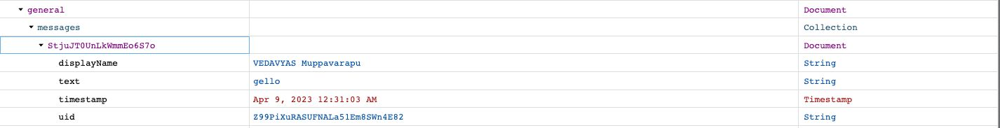 general Document
messages Collection
StjuJT0UnLkWmmEo6S7o Document
displayName VEDAVYAS Muppavarapu String
text gello String
timestamp Apr 9, 2023 12:31:03 AM Timestamp
uid Z99PiXuRASUFNALa51Em8SWn4E82 String